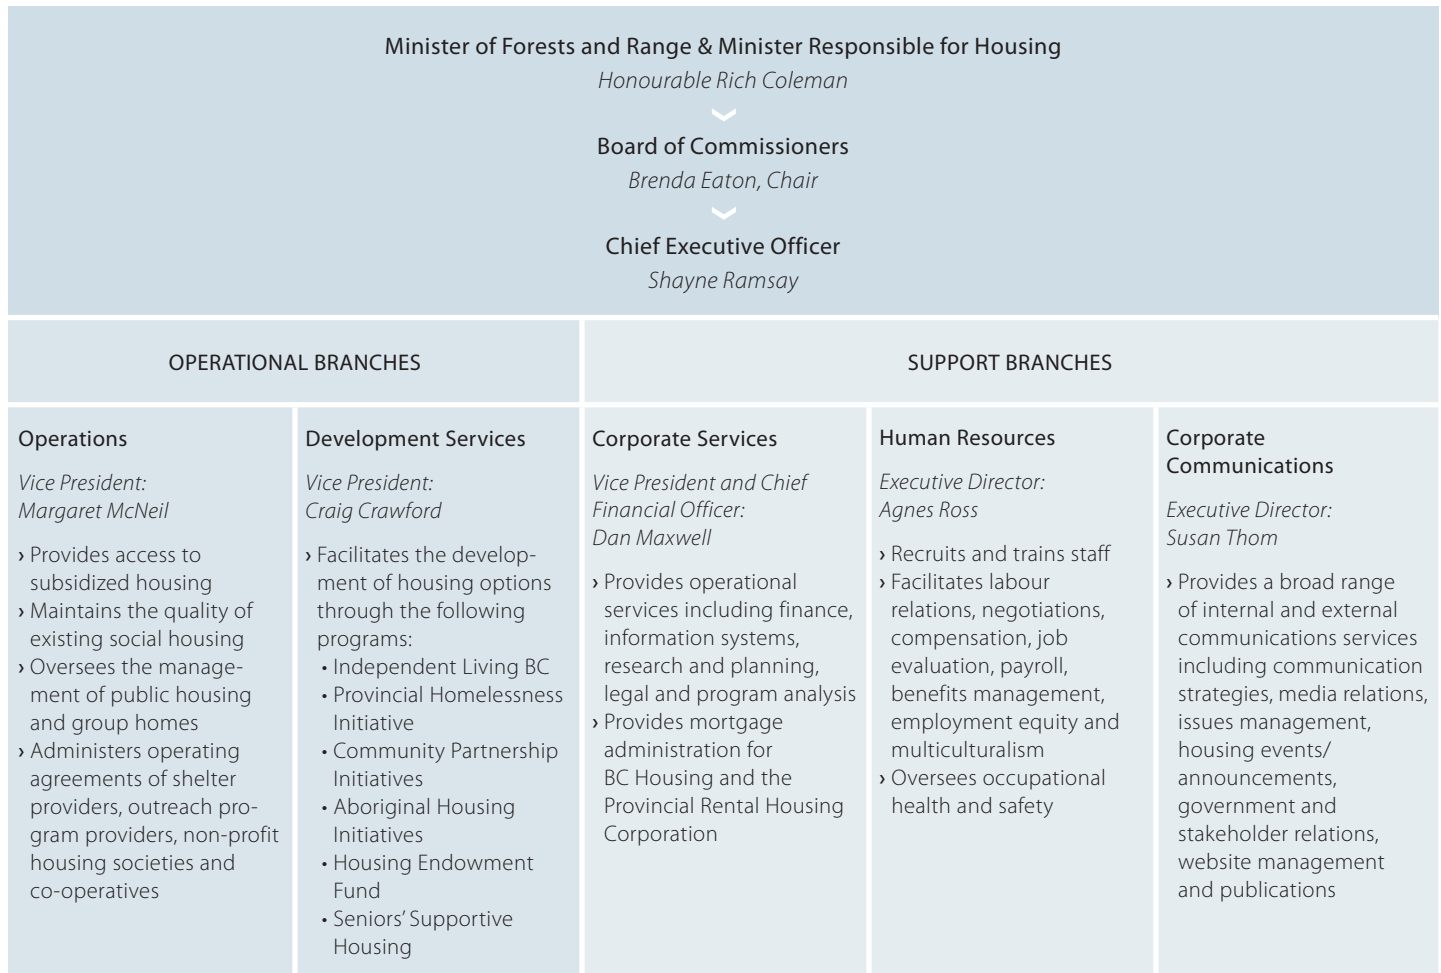 Minister of Forests and Range & Minister Responsible for Housing
Honourable Rich Coleman
Board of Commissioners
Brenda Eaton, Chair
Chief Executive Officer
Shayne Ramsay
OPERATIONAL BRANCHES
SUPPORT BRANCHES
Operations
Vice President:
Margaret McNeil
› Provides access to
subsidized housing
› Maintains the quality of
existing social housing
› Oversees the manage-
ment of public housing
and group homes
› Administers operating
agreements of shelter
providers, outreach pro-
gram providers, non-profit
housing societies and
co-operatives
Development Services
Vice President:
Craig Crawford
› Facilitates the develop-
ment of housing options
through the following
programs:
• Independent Living BC
• Provincial Homelessness
Initiative
• Community Partnership
Initiatives
• Aboriginal Housing
Initiatives
• Housing Endowment
Fund
• Seniors’ Supportive
Housing
Corporate Services
Vice President and Chief
Financial Officer:
Dan Maxwell
› Provides operational
services including finance,
information systems,
research and planning,
legal and program analysis
› Provides mortgage
administration for
BC Housing and the
Provincial Rental Housing
Corporation
Human Resources
Executive Director:
Agnes Ross
› Recruits and trains staff
› Facilitates labour
relations, negotiations,
compensation, job
evaluation, payroll,
benefits management,
employment equity and
multiculturalism
› Oversees occupational
health and safety
Corporate
Communications
Executive Director:
Susan Thom
› Provides a broad range
of internal and external
communications services
including communication
strategies, media relations,
issues management,
housing events/
announcements,
government and
stakeholder relations,
website management
and publications